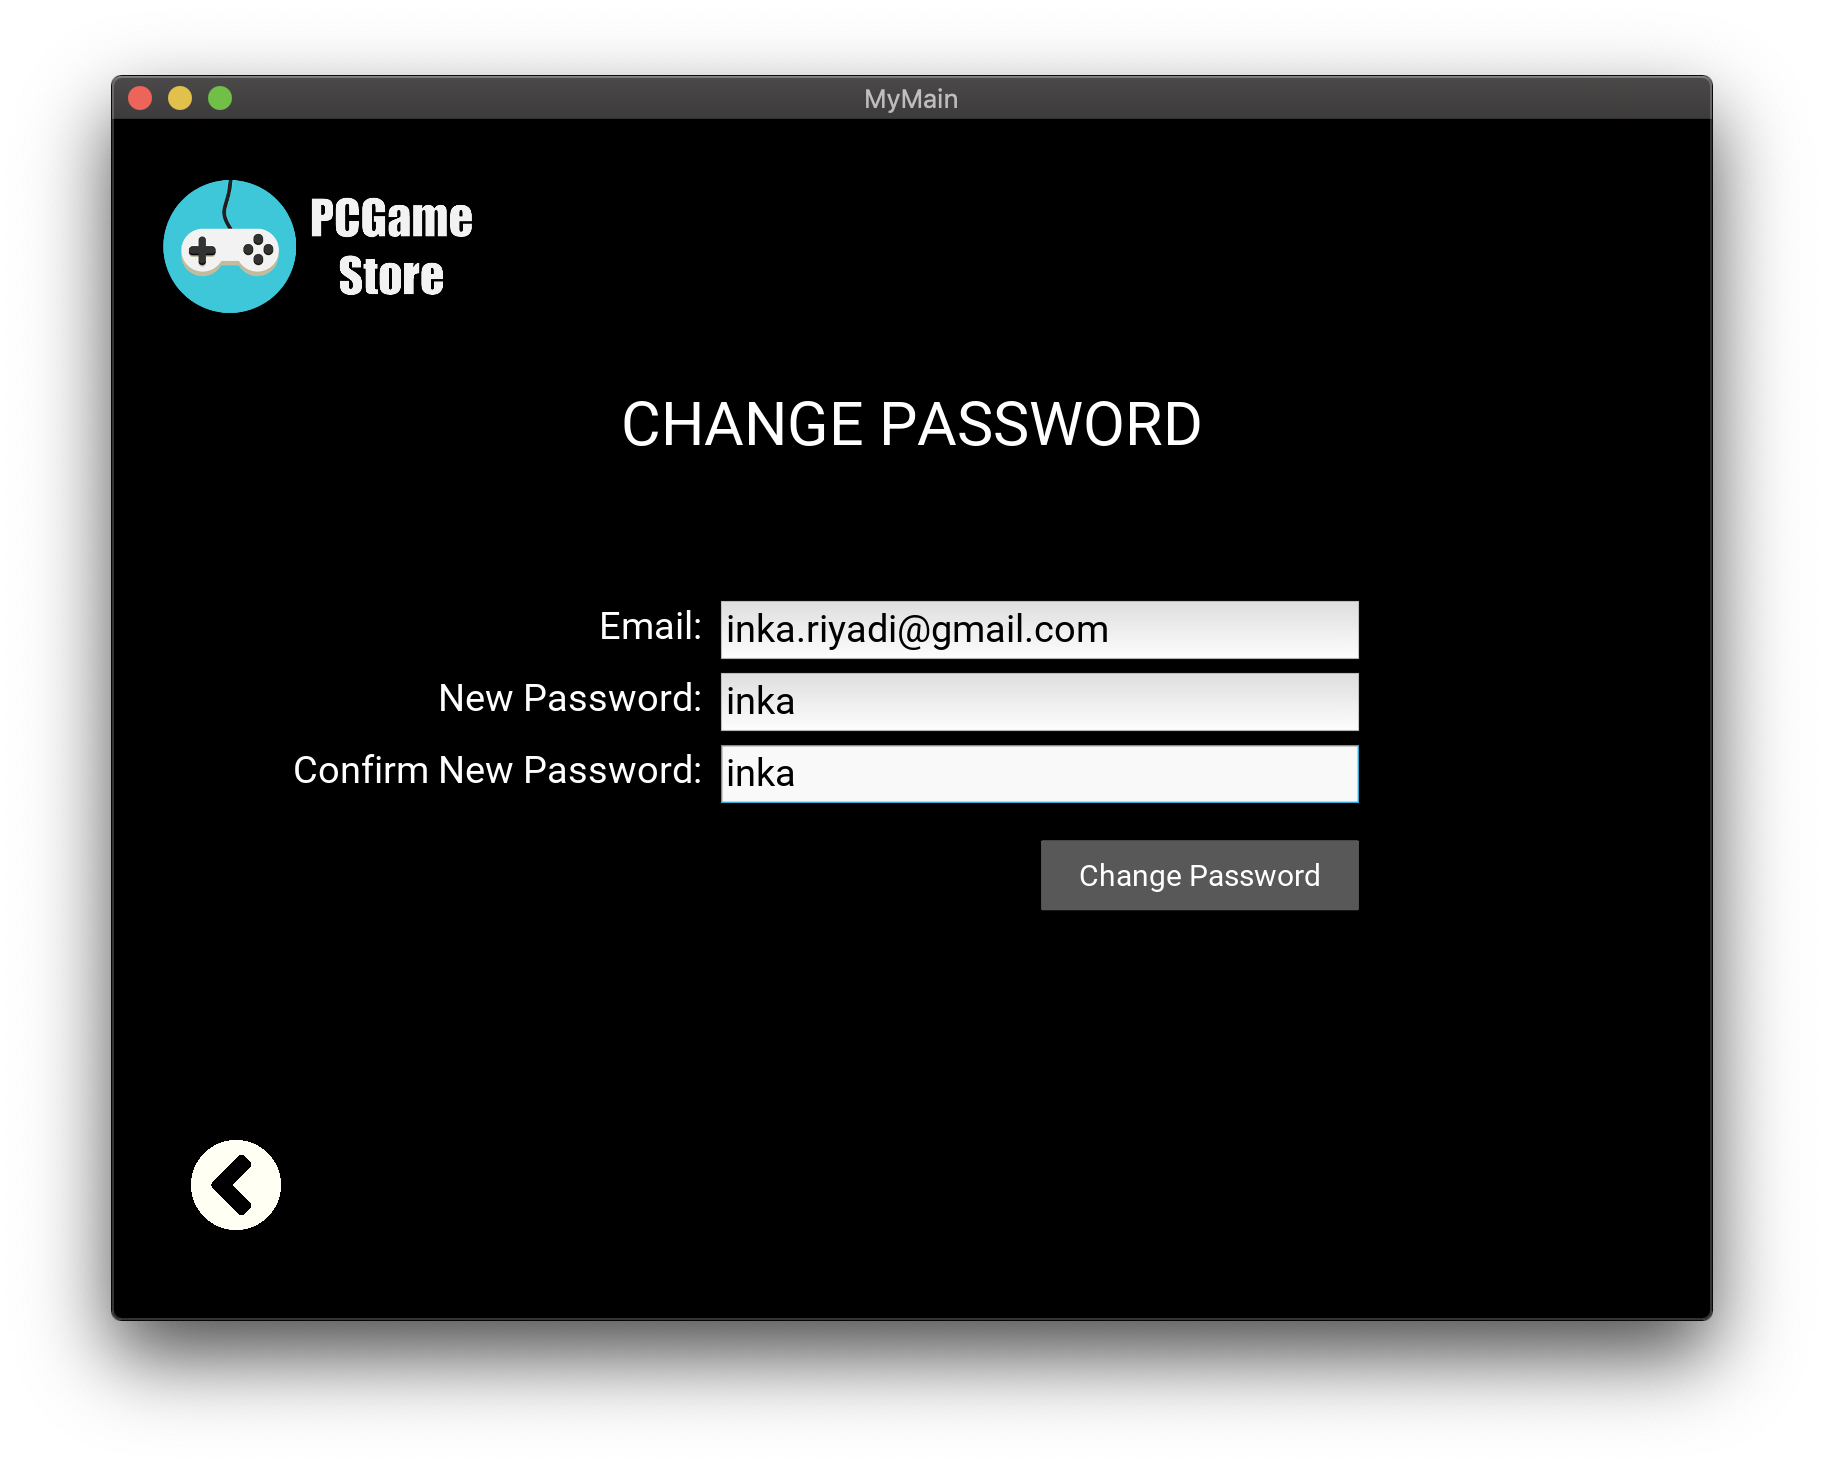 MyMain
PCGame
Store
CHANGE PASSWORD
Email: inka.riyadi@gmail.com
New Password: inka
Confirm New Password: inka
Change Password